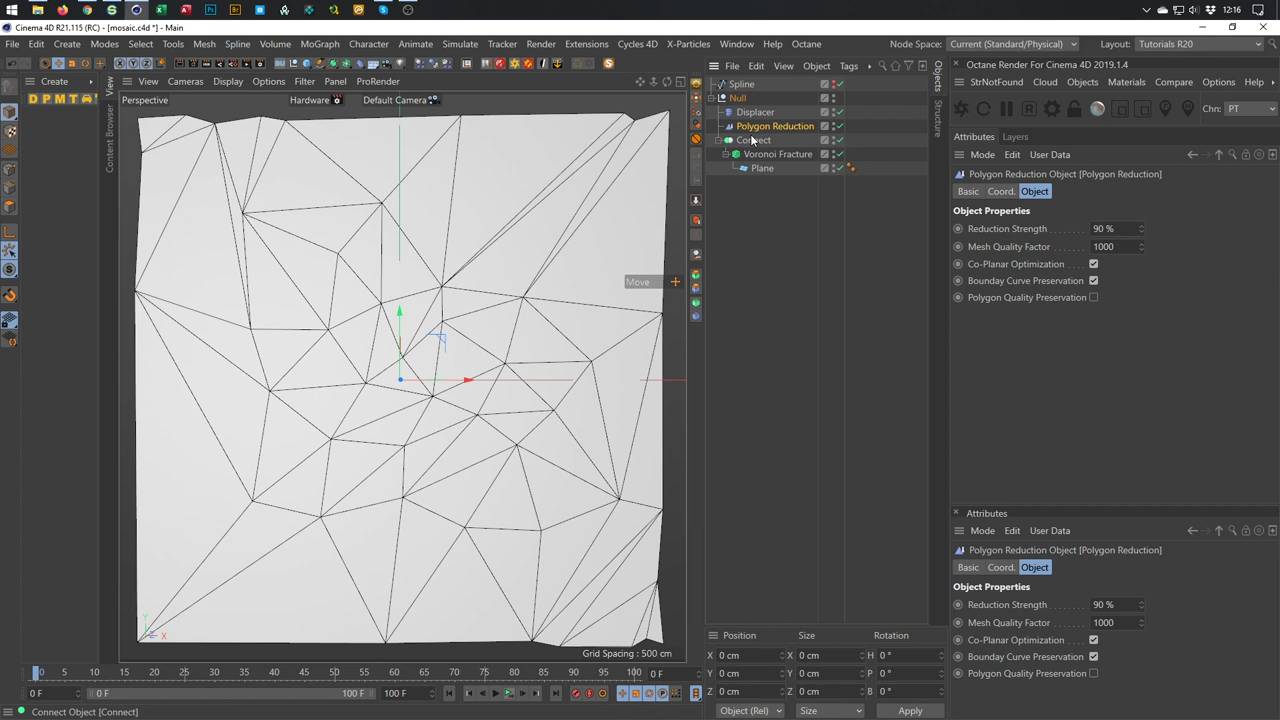 12:16
Cinema 4D R21.115 (RC) - [mosaic.c4d *] - Main
File Edit Create Modes Select Tools Mesh Spline Volume MoGraph Character Animate Simulate Tracker Render Extensions Cycles 4D X-Particles Window Help Octane
Node Space: Current (Standard/Physical) Layout: Tutorials R20
Create
D P M T
View Cameras Display Options Filter Panel ProRender
Perspective Hardware Default Camera
View
Content Browser
Move
Y
Z X
Grid Spacing : 500 cm
File Edit View Object Tags
Spline
Null
Displacer
Polygon Reduction
Connect
Voronoi Fracture
Plane
Objects
Structure
Octane Render For Cinema 4D 2019.1.4
StrNotFound Cloud Objects Materials Compare Options Help
Chn: PT
Attributes Layers
Mode Edit User Data
Polygon Reduction Object [Polygon Reduction]
Basic Coord. Object
Object Properties
Reduction Strength . . . . . . . 90 %
Mesh Quality Factor . . . . . . 1000
Co-Planar Optimization . . . .
Boundary Curve Preservation
Polygon Quality Preservation
Attributes
Mode Edit User Data
Polygon Reduction Object [Polygon Reduction]
Basic Coord. Object
Object Properties
Reduction Strength . . . . . . . 90 %
Mesh Quality Factor . . . . . . 1000
Co-Planar Optimization . . . .
Boundary Curve Preservation
Polygon Quality Preservation
Position Size Rotation
X 0 cm X 0 cm H 0 °
Y 0 cm Y 0 cm P 0 °
Z 0 cm Z 0 cm B 0 °
Object (Rel) Size Apply
0 5 10 15 20 25 30 35 40 45 50 55 60 65 70 75 80 85 90 95 100 0 F
0 F 0 F 100 F 100 F
Connect Object [Connect]